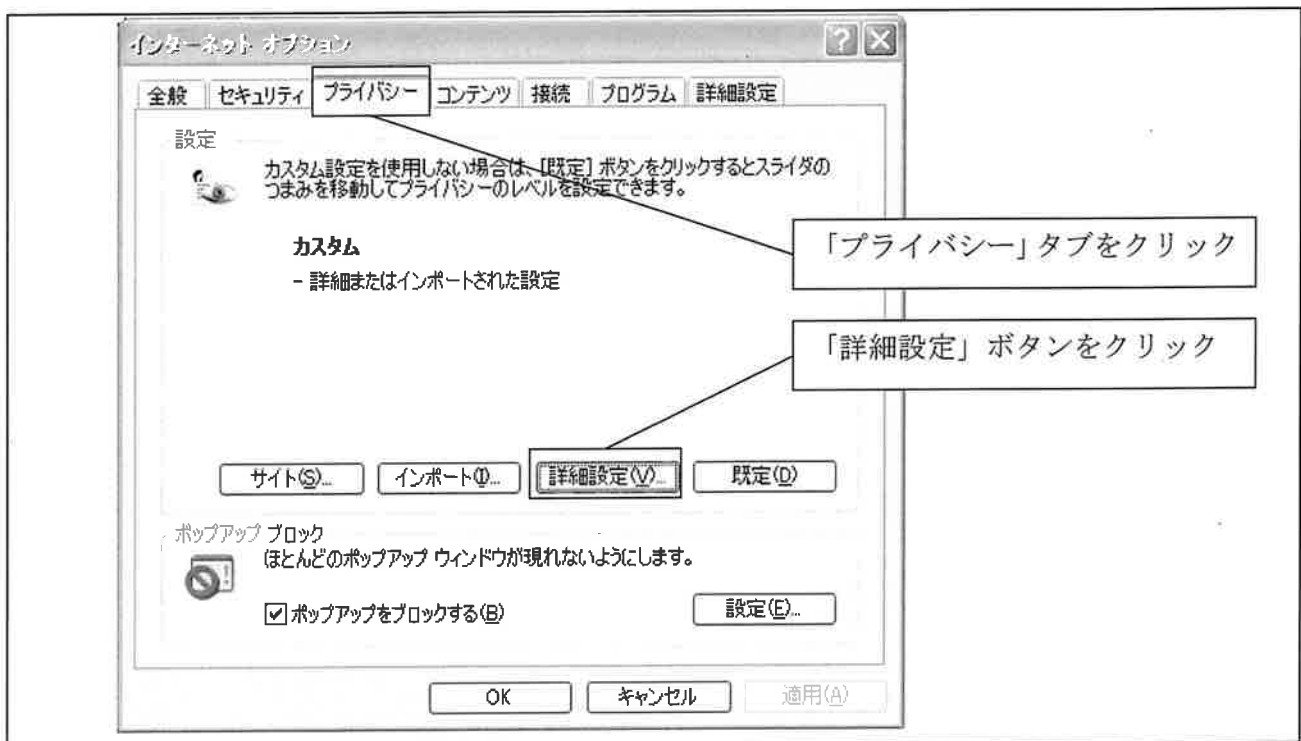 インターネット オプション
全般 セキュリティ プライバシー コンテンツ 接続 プログラム 詳細設定
設定
カスタム設定を使用しない場合は、[既定] ボタンをクリックするとスライダの
つまみを移動してプライバシーのレベルを設定できます。
カスタム
- 詳細またはインポートされた設定
「プライバシー」タブをクリック
「詳細設定」ボタンをクリック
サイト(S)... インポート(I)... 詳細設定(V)... 既定(D)
ポップアップ ブロック
ほとんどのポップアップ ウィンドウが現れないようにします。
ポップアップをブロックする(B)
設定(E)...
OK キャンセル 適用(A)